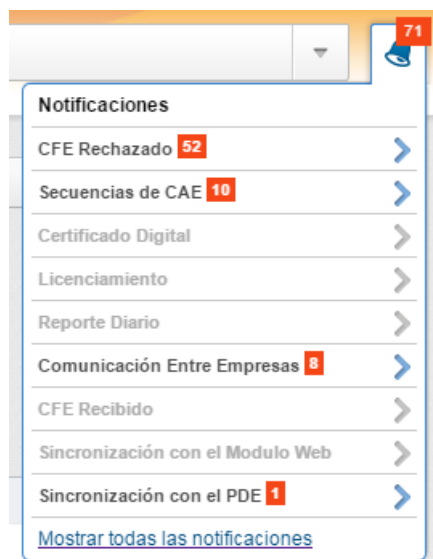 71
Notificaciones
CFE Rechazado 52
Secuencias de CAE 10
Certificado Digital
Licenciamiento
Reporte Diario
Comunicación Entre Empresas 8
CFE Recibido
Sincronización con el Modulo Web
Sincronización con el PDE 1
Mostrar todas las notificaciones